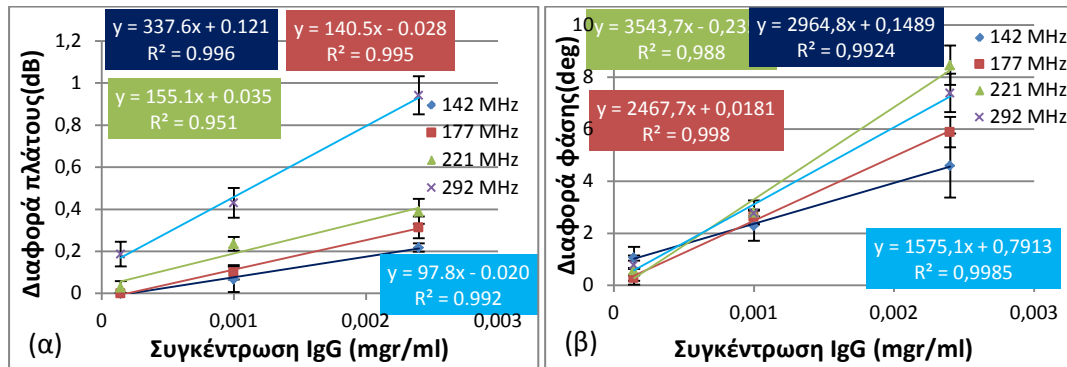 y = 337.6x + 0.121
R² = 0.996
y = 140.5x - 0.028
R² = 0.995
y = 155.1x + 0.035
R² = 0.951
y = 97.8x - 0.020
R² = 0.992
142 MHz
177 MHz
221 MHz
292 MHz
Διαφορά πλάτους(dB)
1,2
1
0,8
0,6
0,4
0,2
0
0
0,001
0,002
0,003
(α)
Συγκέντρωση IgG (mgr/ml)
y = 3543,7x - 0,23
R² = 0,988
y = 2964,8x + 0,1489
R² = 0,9924
y = 2467,7x + 0,0181
R² = 0,998
y = 1575,1x + 0,7913
R² = 0,9985
142 MHz
177 MHz
221 MHz
292 MHz
Διαφορά φάσης(deg)
10
8
6
4
2
0
0
0,001
0,002
0,003
(β)
Συγκέντρωση IgG (mgr/ml)